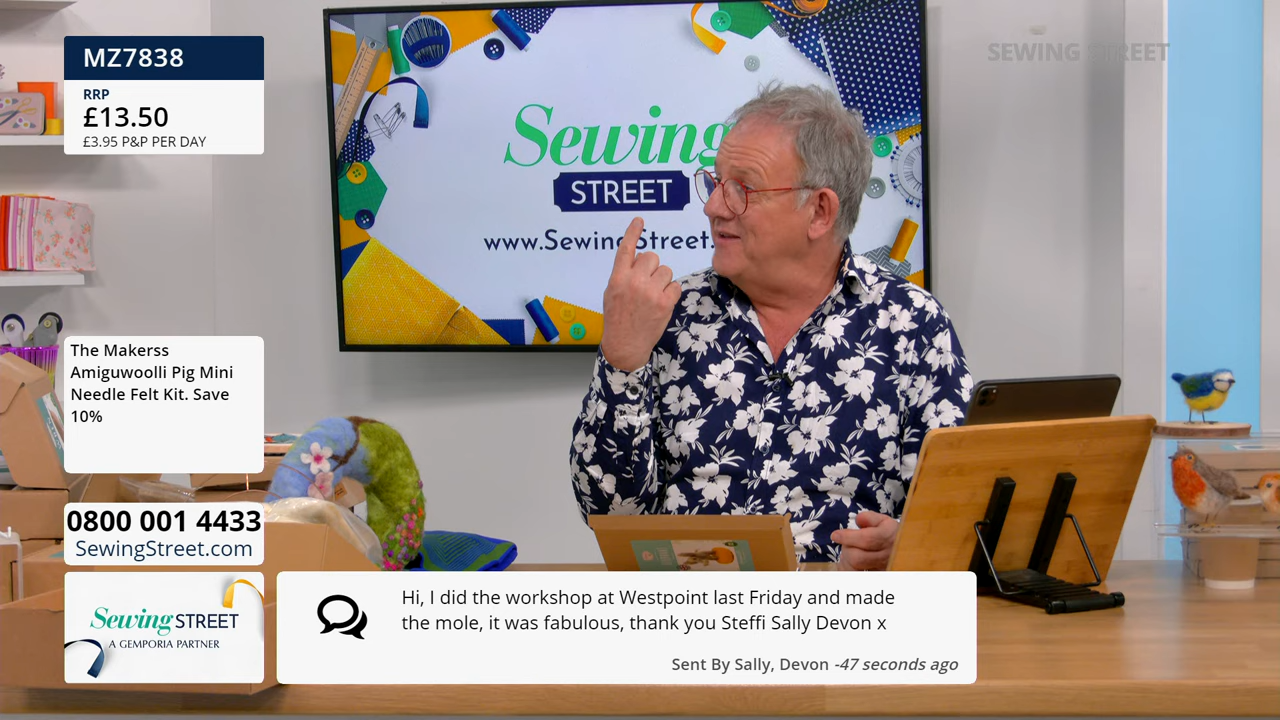 MZ7838
RRP
£13.50
£3.95 P&P PER DAY
SEWING STREET
Sewing
STREET
www.SewingStreet.
The Makerss
Amiguwoolli Pig Mini
Needle Felt Kit. Save
10%
0800 001 4433
SewingStreet.com
Sewing STREET
A GEMPORIA PARTNER
Hi, I did the workshop at Westpoint last Friday and made
the mole, it was fabulous, thank you Steffi Sally Devon x
Sent By Sally, Devon -47 seconds ago